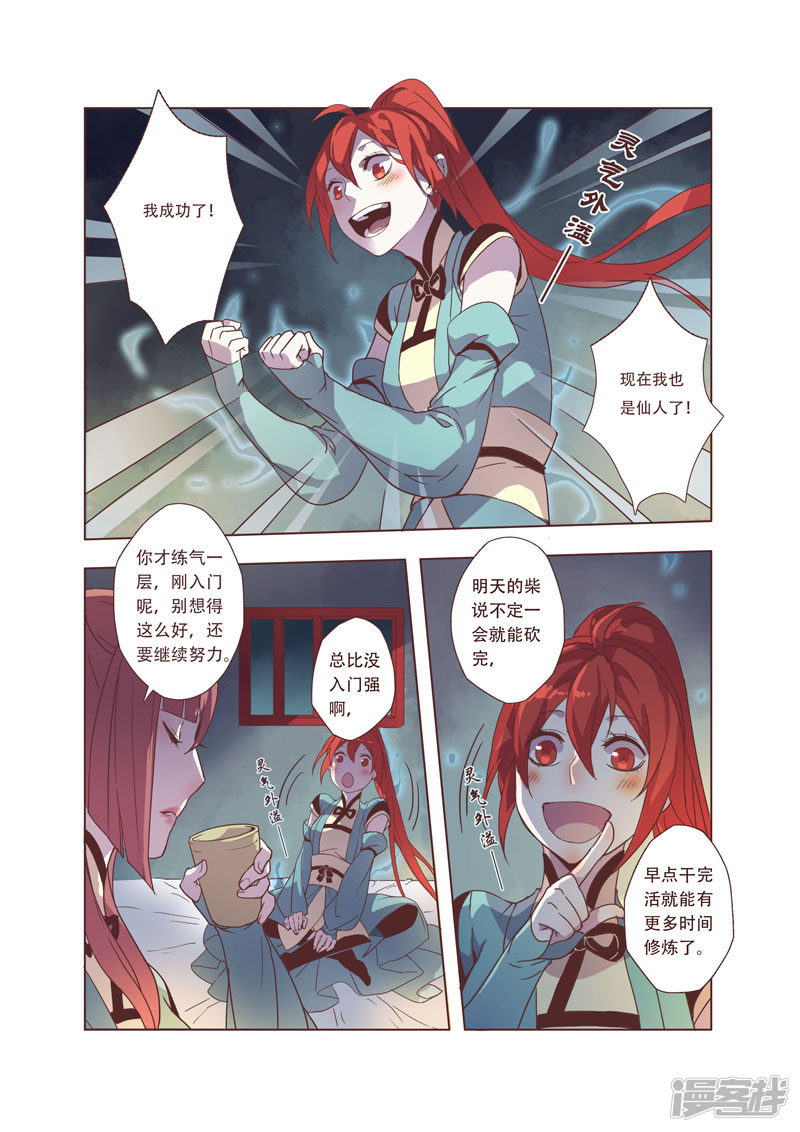 我成功了！
灵气外溢——
现在我也
是仙人了！
你才练气一
层，刚入门
呢，别想得
这么好，还
要继续努力。
总比没
入门强
啊，
灵气外溢——
明天的柴
说不定一
会就能砍
完，
灵气外溢——
早点干完
活就能有
更多时间
修炼了。
漫客栈